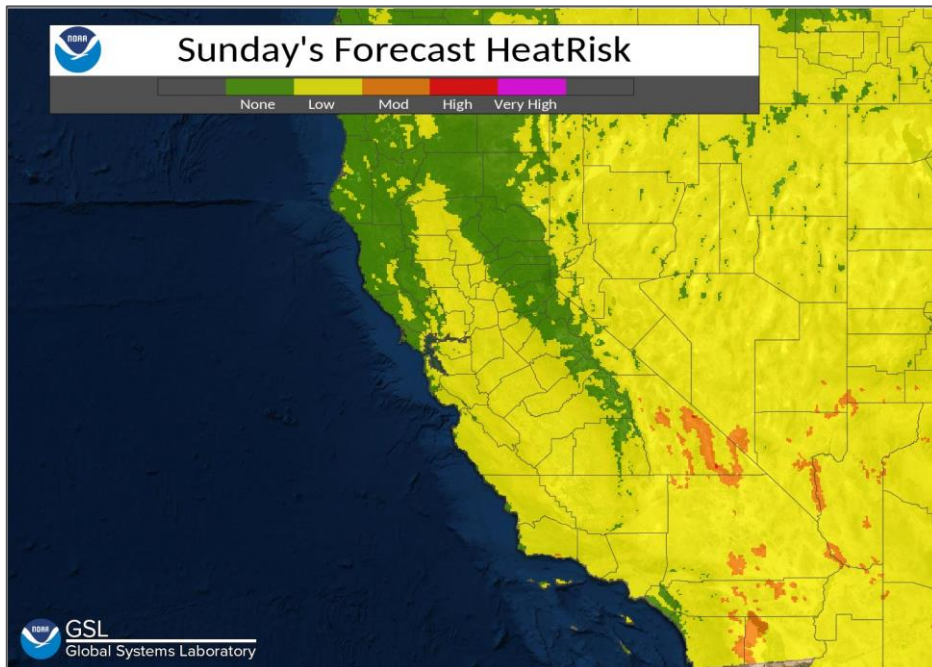 NOAA
Sunday's Forecast HeatRisk
None Low Mod High Very High
NOAA
GSL
Global Systems Laboratory